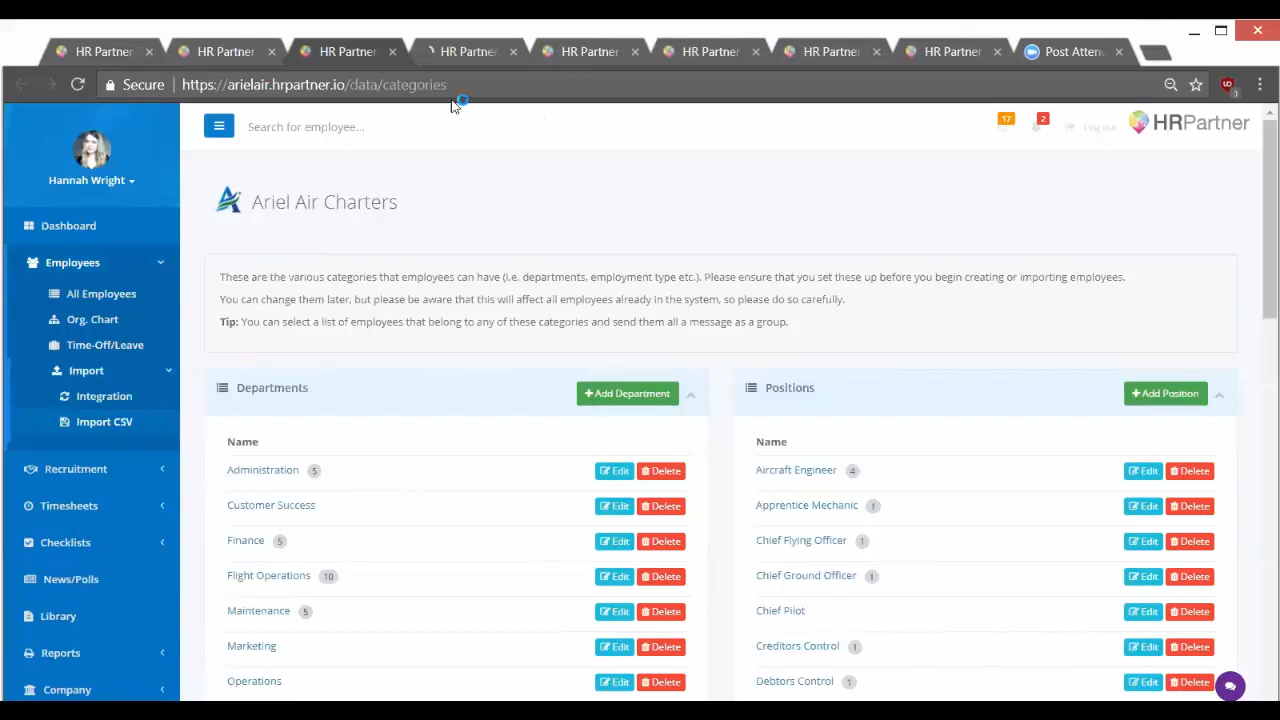 HR Partner
HR Partner
HR Partner
HR Partner
HR Partner
HR Partner
HR Partner
HR Partner
Post Atten
Secure
https://arielair.hrpartner.io/data/categories
3
Hannah Wright
Search for employee...
17
2
Log out
HRPartner
Dashboard
Employees
All Employees
Org. Chart
Time-Off/Leave
Import
Integration
Import CSV
Recruitment
Timesheets
Checklists
News/Polls
Library
Reports
Company
Ariel Air Charters
These are the various categories that employees can have (i.e. departments, employment type etc.). Please ensure that you set these up before you begin creating or importing employees.
You can change them later, but please be aware that this will affect all employees already in the system, so please do so carefully.
Tip: You can select a list of employees that belong to any of these categories and send them all a message as a group.
Departments
+Add Department
Name
Administration 5 Edit Delete
Customer Success Edit Delete
Finance 5 Edit Delete
Flight Operations 10 Edit Delete
Maintenance 5 Edit Delete
Marketing Edit Delete
Operations Edit Delete
Positions
+Add Position
Name
Aircraft Engineer 4 Edit Delete
Apprentice Mechanic 1 Edit Delete
Chief Flying Officer 1 Edit Delete
Chief Ground Officer 1 Edit Delete
Chief Pilot Edit Delete
Creditors Control 1 Edit Delete
Debtors Control 1 Edit Delete